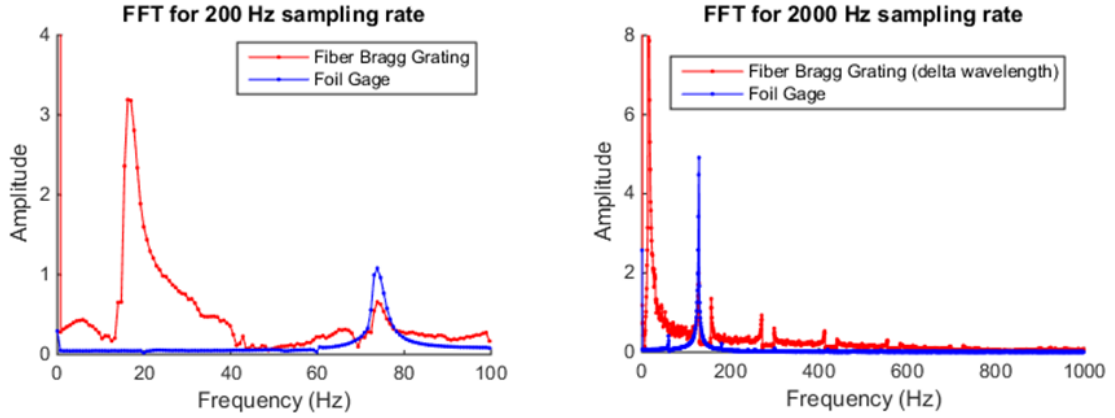 FFT for 200 Hz sampling rate
4
3
2
1
0
Amplitude
Fiber Bragg Grating
Foil Gage
0 20 40 60 80 100
Frequency (Hz)
FFT for 2000 Hz sampling rate
8
6
4
2
0
Amplitude
Fiber Bragg Grating (delta wavelength)
Foil Gage
0 200 400 600 800 1000
Frequency (Hz)